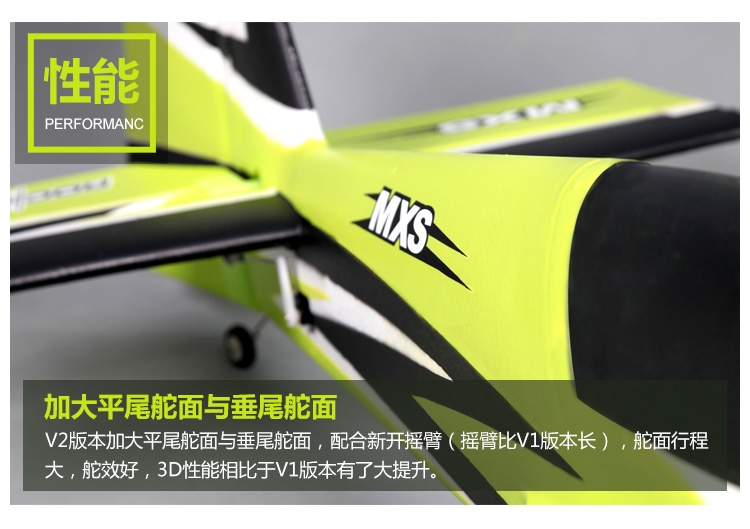 性能
PERFORMANC
MXS
MXS
加大平尾舵面与垂尾舵面
V2版本加大平尾舵面与垂尾舵面，配合新开摇臂（摇臂比V1版本长），舵面行程
大，舵效好，3D性能相比于V1版本有了大提升。